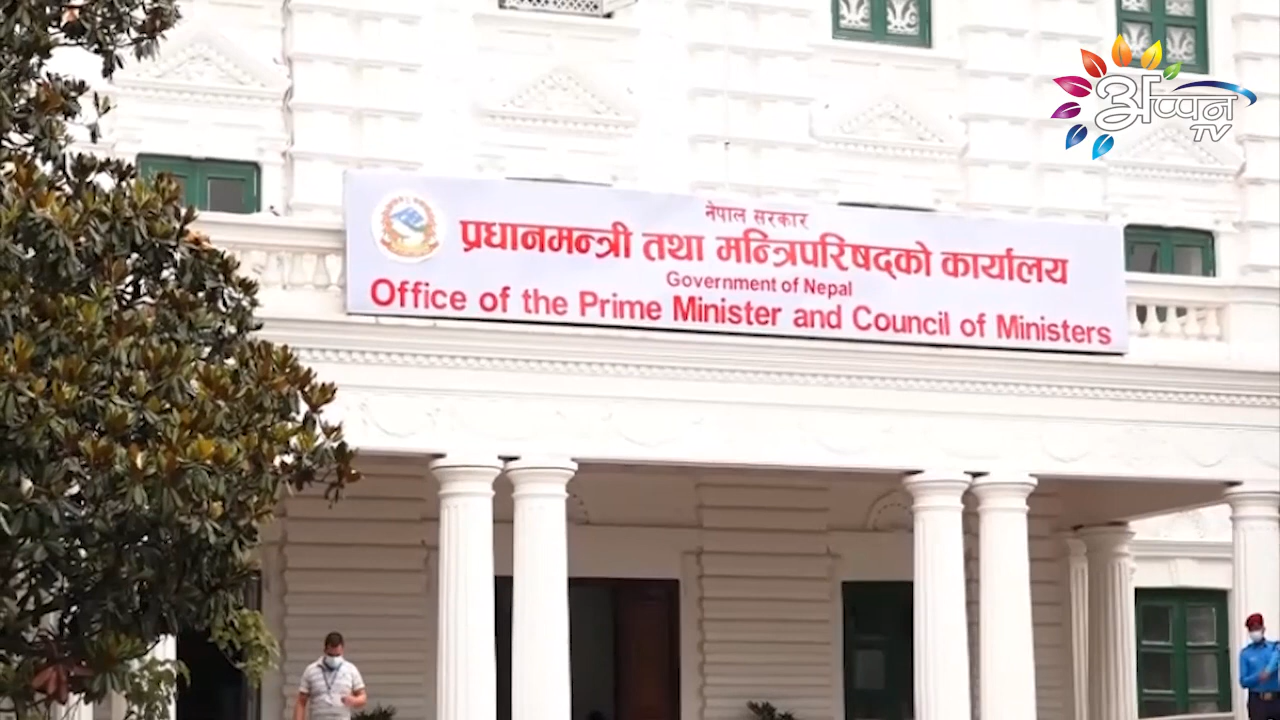 अप्पन
TV
नेपाल सरकार
प्रधानमन्त्री तथा मन्त्रिपरिषद्को कार्यालय
Government of Nepal
Office of the Prime Minister and Council of Ministers